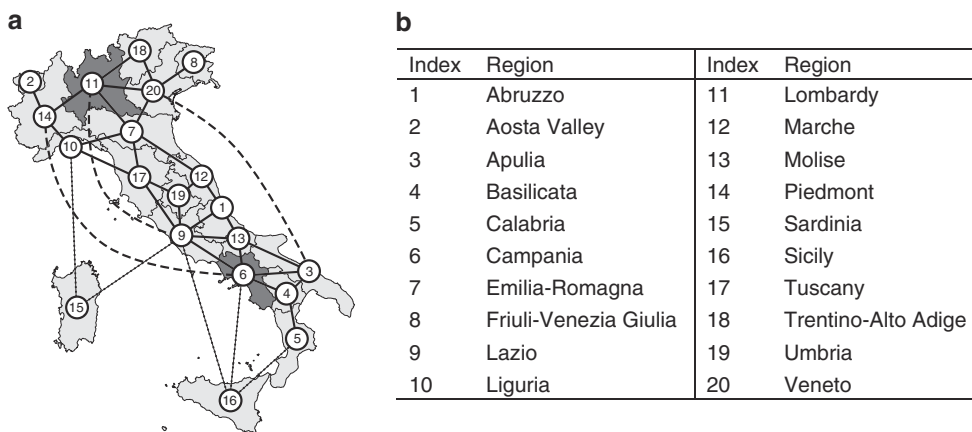 a
b
18
2
8
11
20
14
7
10
17
12
19
1
9
13
6
3
4
15
5
16
Index Region Index Region
1 Abruzzo 11 Lombardy
2 Aosta Valley 12 Marche
3 Apulia 13 Molise
4 Basilicata 14 Piedmont
5 Calabria 15 Sardinia
6 Campania 16 Sicily
7 Emilia-Romagna 17 Tuscany
8 Friuli-Venezia Giulia 18 Trentino-Alto Adige
9 Lazio 19 Umbria
10 Liguria 20 Veneto